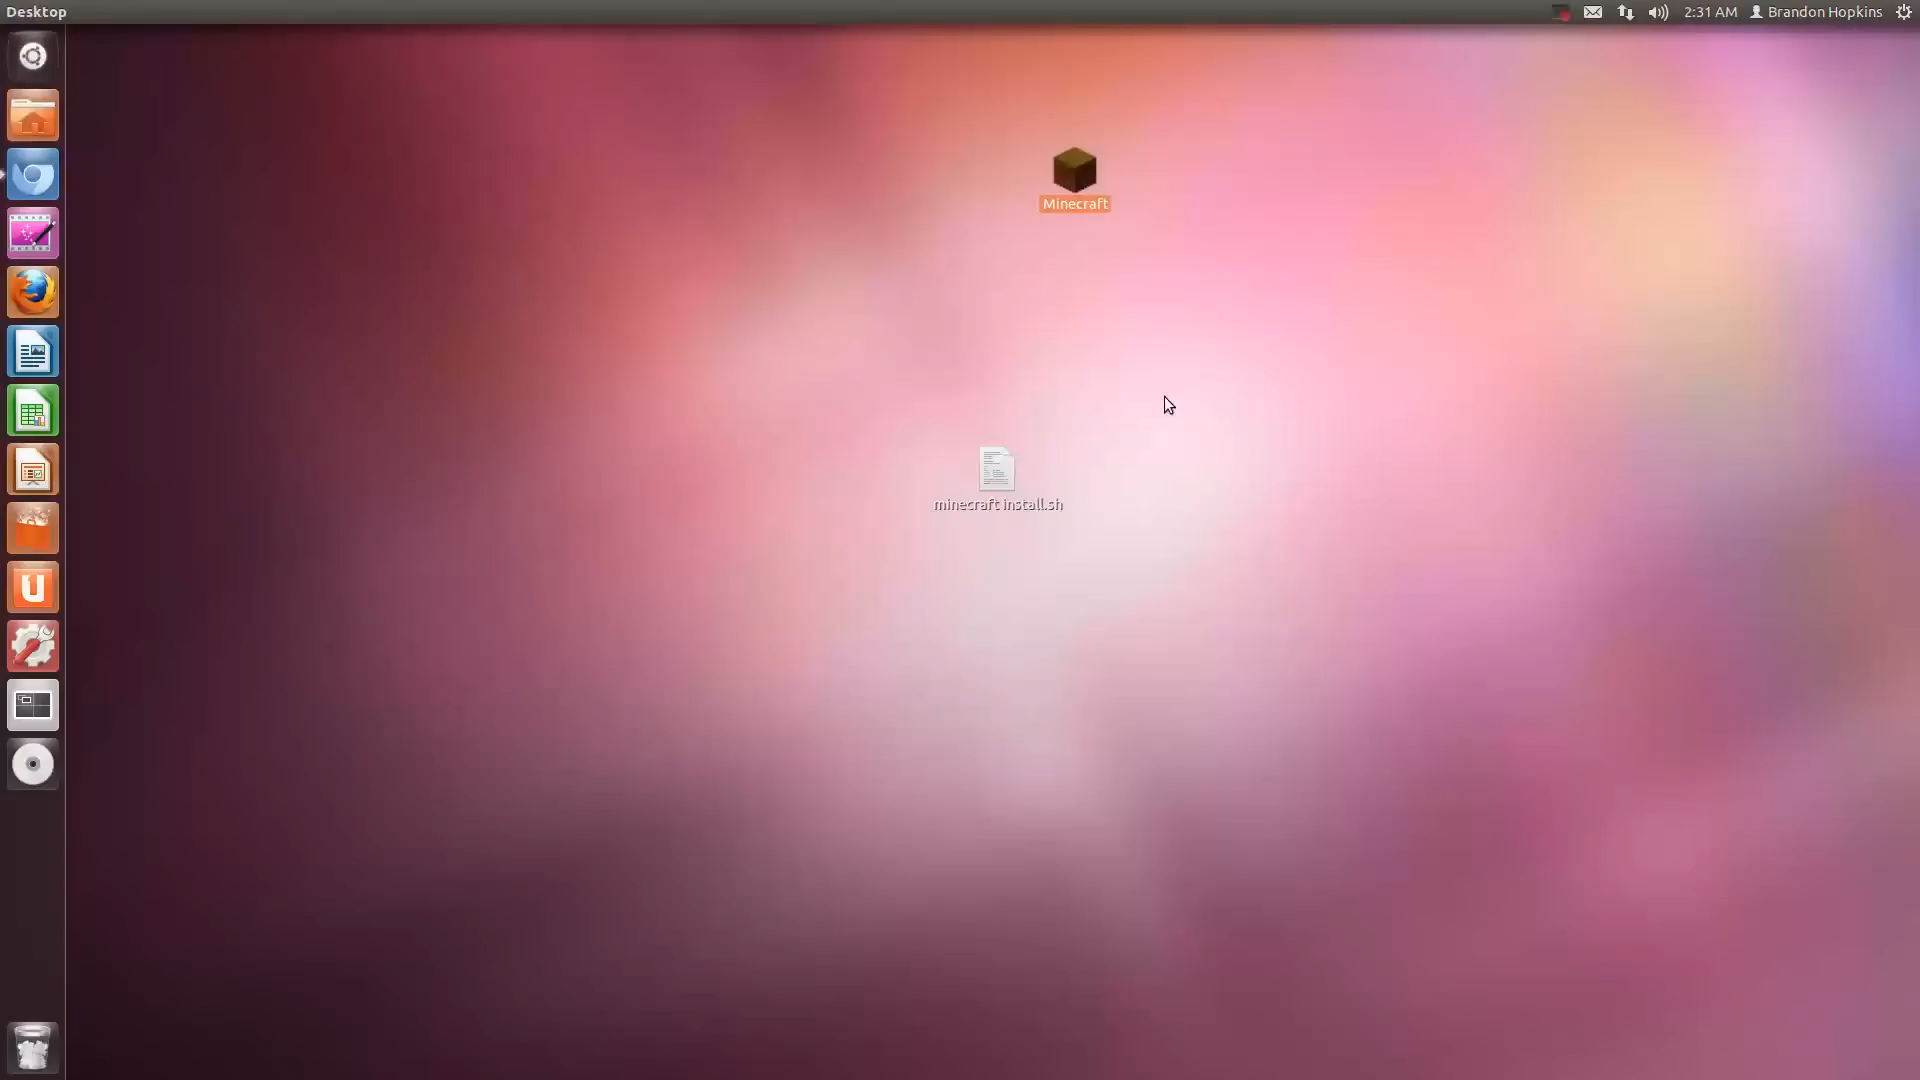 Desktop
2:31 AM
Brandon Hopkins
Minecraft
minecraft install.sh